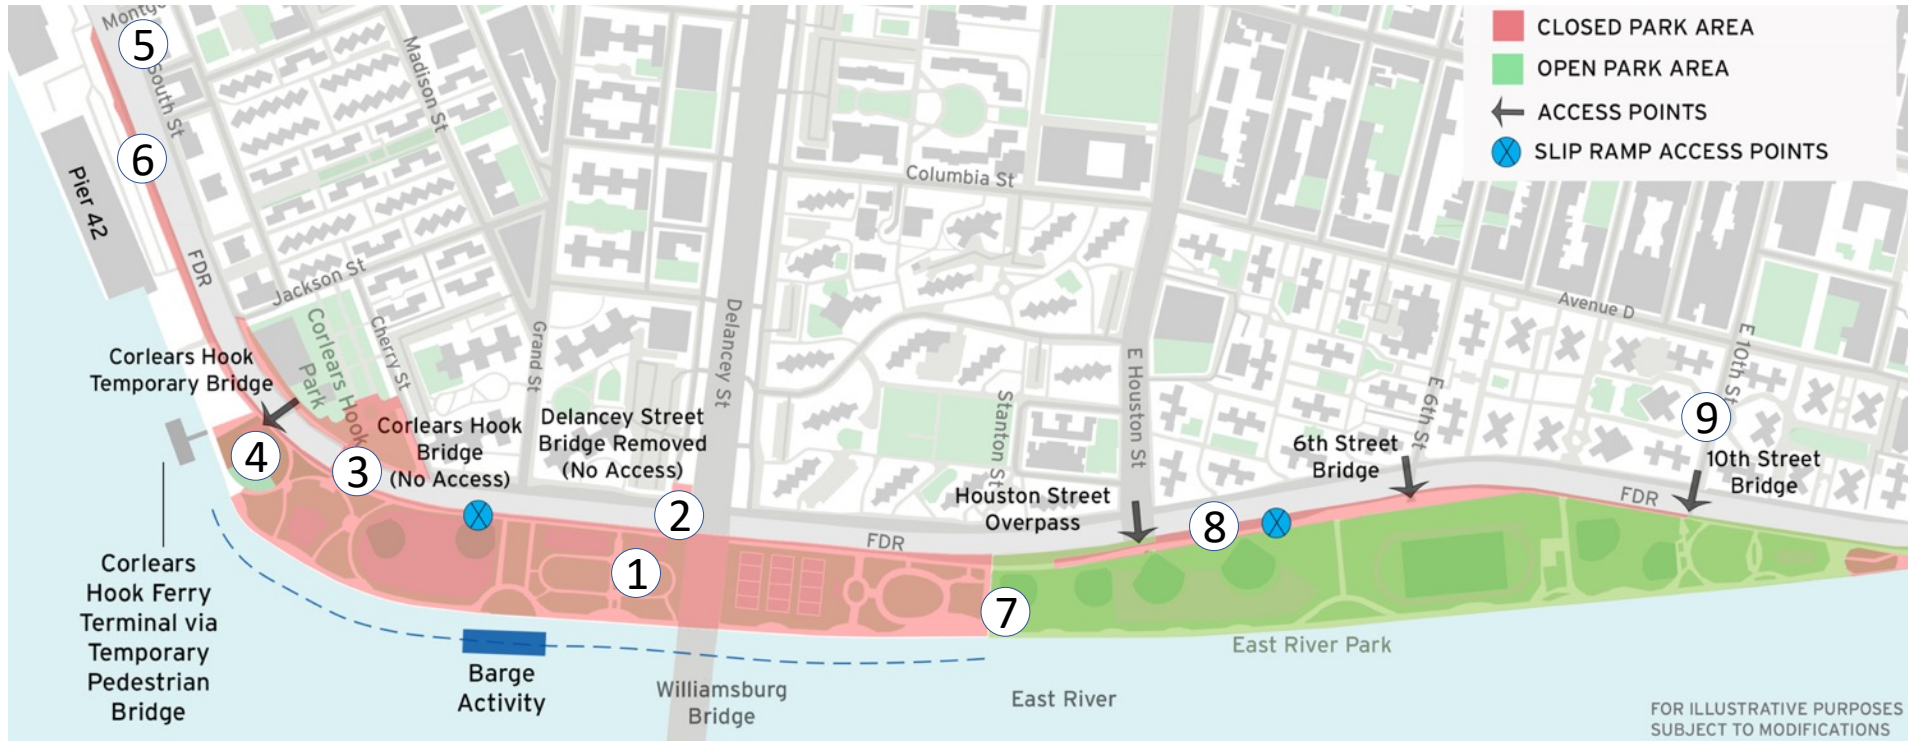 Montgo
5
South St
6
Pier 42
FDR
Madison St
Jackson St
Corlears Hook
Park
Cherry St
Corlears Hook
Temporary Bridge
4
3
Corlears Hook
Bridge
(No Access)
Grand St
Delancey Street
Bridge Removed
(No Access)
Delancey St
2
1
Columbia St
Stanton St
E Houston St
Houston Street
Overpass
FDR
7
8
6th Street
Bridge
E 6th St
Avenue D
E 10th St
9
10th Street
Bridge
FDR
CLOSED PARK AREA
OPEN PARK AREA
ACCESS POINTS
SLIP RAMP ACCESS POINTS
Corlears
Hook Ferry
Terminal via
Temporary
Pedestrian
Bridge
Barge
Activity
Williamsburg
Bridge
East River
East River Park
FOR ILLUSTRATIVE PURPOSES
SUBJECT TO MODIFICATIONS